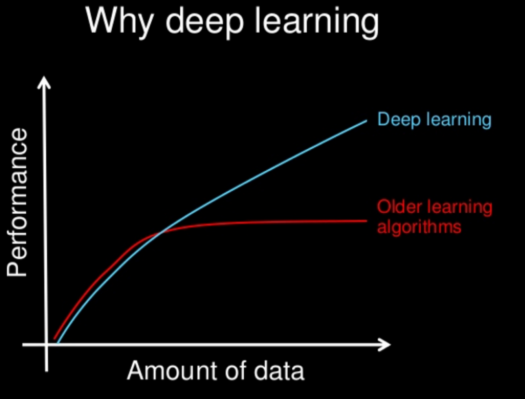 Why deep learning
Performance
Deep learning
Older learning
algorithms
Amount of data